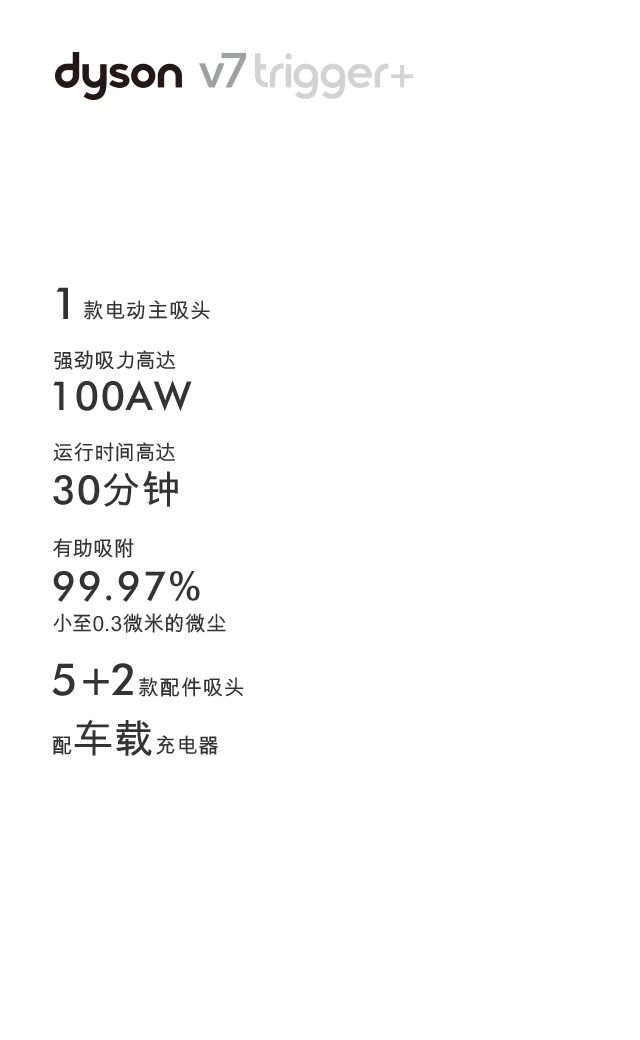 dyson v7 trigger+
1 款电动主吸头
强劲吸力高达
100AW
运行时间高达
30分钟
有助吸附
99.97%
小至0.3微米的微尘
5+2款配件吸头
配车载充电器